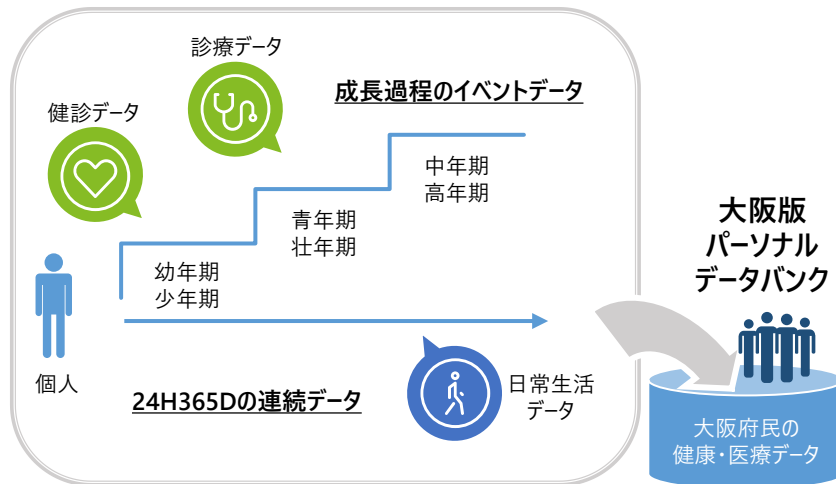 診療データ
健診データ
成長過程のイベントデータ
中年期
高年期
青年期
壮年期
幼年期
少年期
個人
24H365Dの連続データ
日常生活
データ
大阪版
パーソナル
データバンク
大阪府民の
健康・医療データ